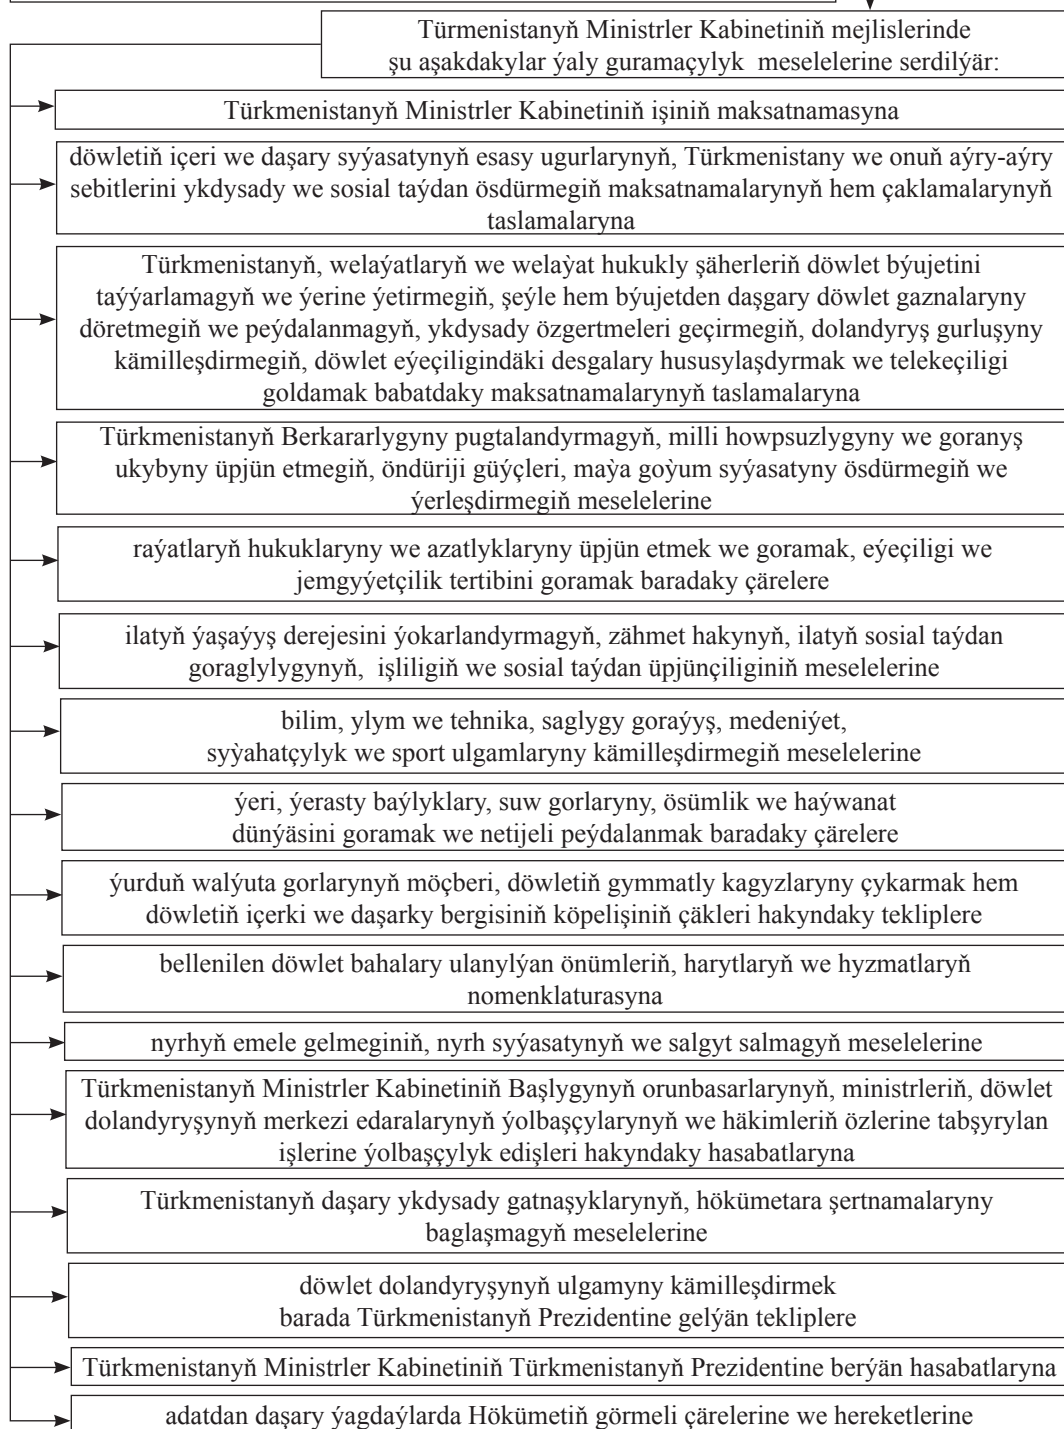 Türmenistanyň Ministrler Kabinetiniň mejlislerinde
şu aşakdakylar ýaly guramaçylyk meselelerine serdilýär:
Türkmenistanyň Ministrler Kabinetiniň işiniň maksatnamasyna
döwletiň içeri we daşary syýasatynyň esasy ugurlarynyň, Türkmenistany we onuň aýry-aýry
sebitlerini ykdysady we sosial taýdan ösdürmegiň maksatnamalarynyň hem çaklamalarynyň
taslamalaryna
Türkmenistanyň, welaýatlaryň we welaỳat hukukly şäherleriň döwlet býujetini
taýýarlamagyň we ýerine ýetirmegiň, şeýle hem býujetden daşgary döwlet gaznalaryny
döretmegiň we peýdalanmagyň, ykdysady özgertmeleri geçirmegiň, dolandyryş gurluşyny
kämilleşdirmegiň, döwlet eýeçiligindäki desgalary hususylaşdyrmak we telekeçiligi
goldamak babatdaky maksatnamalarynyň taslamalaryna
Türkmenistanyň Berkararlygyny pugtalandyrmagyň, milli howpsuzlygyny we goranyş
ukybyny üpjün etmegiň, öndüriji güýçleri, maỳa goỳum syýasatyny ösdürmegiň we
ýerleşdirmegiň meselelerine
raýatlaryň hukuklaryny we azatlyklaryny üpjün etmek we goramak, eýeçiligi we
jemgyýetçilik tertibini goramak baradaky çärelere
ilatyň ýaşaýyş derejesini ýokarlandyrmagyň, zähmet hakynyň, ilatyň sosial taýdan
goraglylygynyň, işliligiň we sosial taýdan üpjünçiliginiň meselelerine
bilim, ylym we tehnika, saglygy goraýyş, medeniýet,
syỳahatçylyk we sport ulgamlaryny kämilleşdirmegiň meselelerine
ýeri, ýerasty baýlyklary, suw gorlaryny, ösümlik we haýwanat
dünýäsini goramak we netijeli peýdalanmak baradaky çärelere
ýurduň walýuta gorlarynyň möçberi, döwletiň gymmatly kagyzlaryny çykarmak hem
döwletiň içerki we daşarky bergisiniň köpelişiniň çäkleri hakyndaky tekliplere
bellenilen döwlet bahalary ulanylýan önümleriň, harytlaryň we hyzmatlaryň
nomenklaturasyna
nyrhyň emele gelmeginiň, nyrh syýasatynyň we salgyt salmagyň meselelerine
Türkmenistanyň Ministrler Kabinetiniň Başlygynyň orunbasarlarynyň, ministrleriň, döwlet
dolandyryşynyň merkezi edaralarynyň ýolbaşçylarynyň we häkimleriň özlerine tabşyrylan
işlerine ýolbaşçylyk edişleri hakyndaky hasabatlaryna
Türkmenistanyň daşary ykdysady gatnaşyklarynyň, hökümetara şertnamalaryny
baglaşmagyň meselelerine
döwlet dolandyryşynyň ulgamyny kämilleşdirmek
barada Türkmenistanyň Prezidentine gelýän tekliplere
Türkmenistanyň Ministrler Kabinetiniň Türkmenistanyň Prezidentine berýän hasabatlaryna
adatdan daşary ýagdaýlarda Hökümetiň görmeli çärelerine we hereketlerine